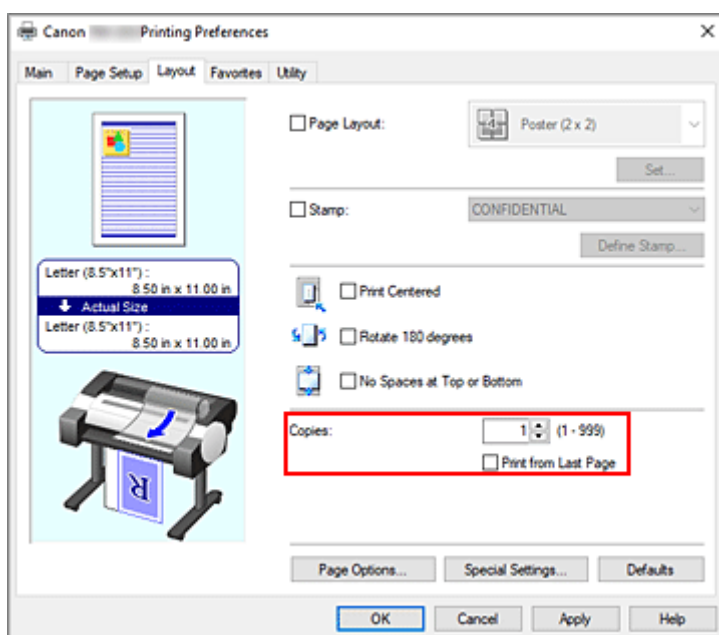 Canon Printing Preferences
Main Page Setup Layout Favorites Utility
Page Layout: Poster (2 x 2)
Set...
Stamp: CONFIDENTIAL
Define Stamp...
Letter (8.5"x11") :
8.50 in x 11.00 in
Actual Size
Letter (8.5"x11") :
8.50 in x 11.00 in
Print Centered
Rotate 180 degrees
No Spaces at Top or Bottom
Copies: 1 (1 - 999)
Print from Last Page
R
Page Options... Special Settings... Defaults
OK Cancel Apply Help